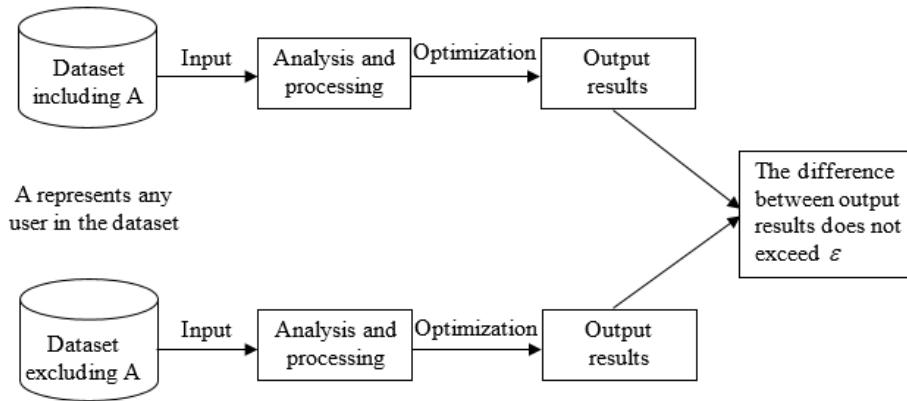 Dataset
including A
Input
Analysis and
processing
Optimization
Output
results
A represents any
user in the dataset
The difference
between output
results does not
exceed ε
Dataset
excluding A
Input
Analysis and
processing
Optimization
Output
results